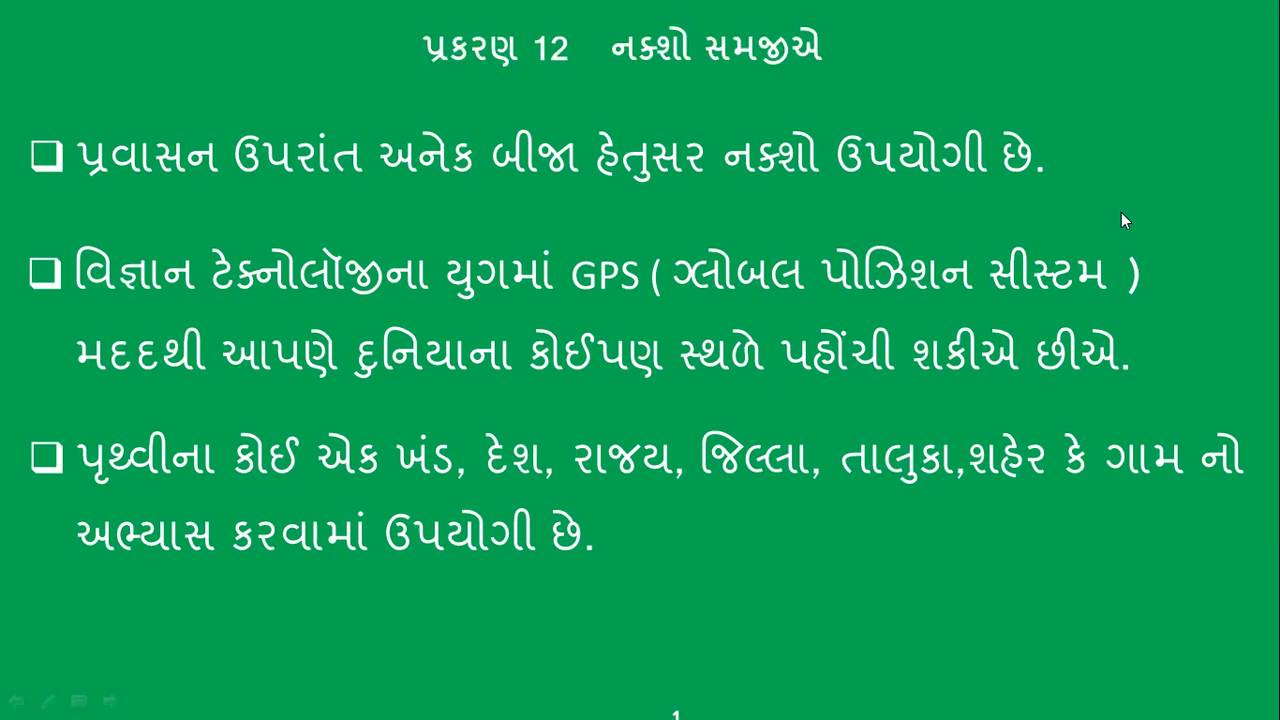 પ્રકરણ 12 નક્શો સમજીએ
❑ પ્રવાસન ઉપરાંત અનેક બીજા હેતુસર નક્શો ઉપયોગી છે.
❑ વિજ્ઞાન ટેક્નોલૉજીના યુગમાં GPS ( ગ્લોબલ પોઝિશન સીસ્ટમ )
મદદથી આપણે દુનિયાના કોઈપણ સ્થળે પહોંચી શકીએ છીએ.
❑ પૃથ્વીના કોઈ એક ખંડ, દેશ, રાજય, જિલ્લા, તાલુકા,શહેર કે ગામ નો
અભ્યાસ કરવામાં ઉપયોગી છે.
1